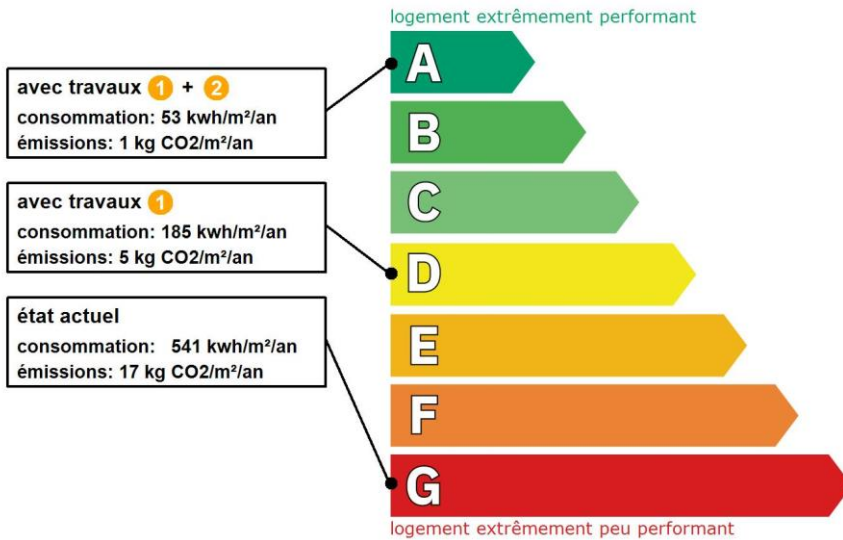 logement extrêmement performant
avec travaux 1 + 2
consommation: 53 kwh/m²/an
émissions: 1 kg CO2/m²/an
avec travaux 1
consommation: 185 kwh/m²/an
émissions: 5 kg CO2/m²/an
état actuel
consommation: 541 kwh/m²/an
émissions: 17 kg CO2/m²/an
A
B
C
D
E
F
G
logement extrêmement peu performant